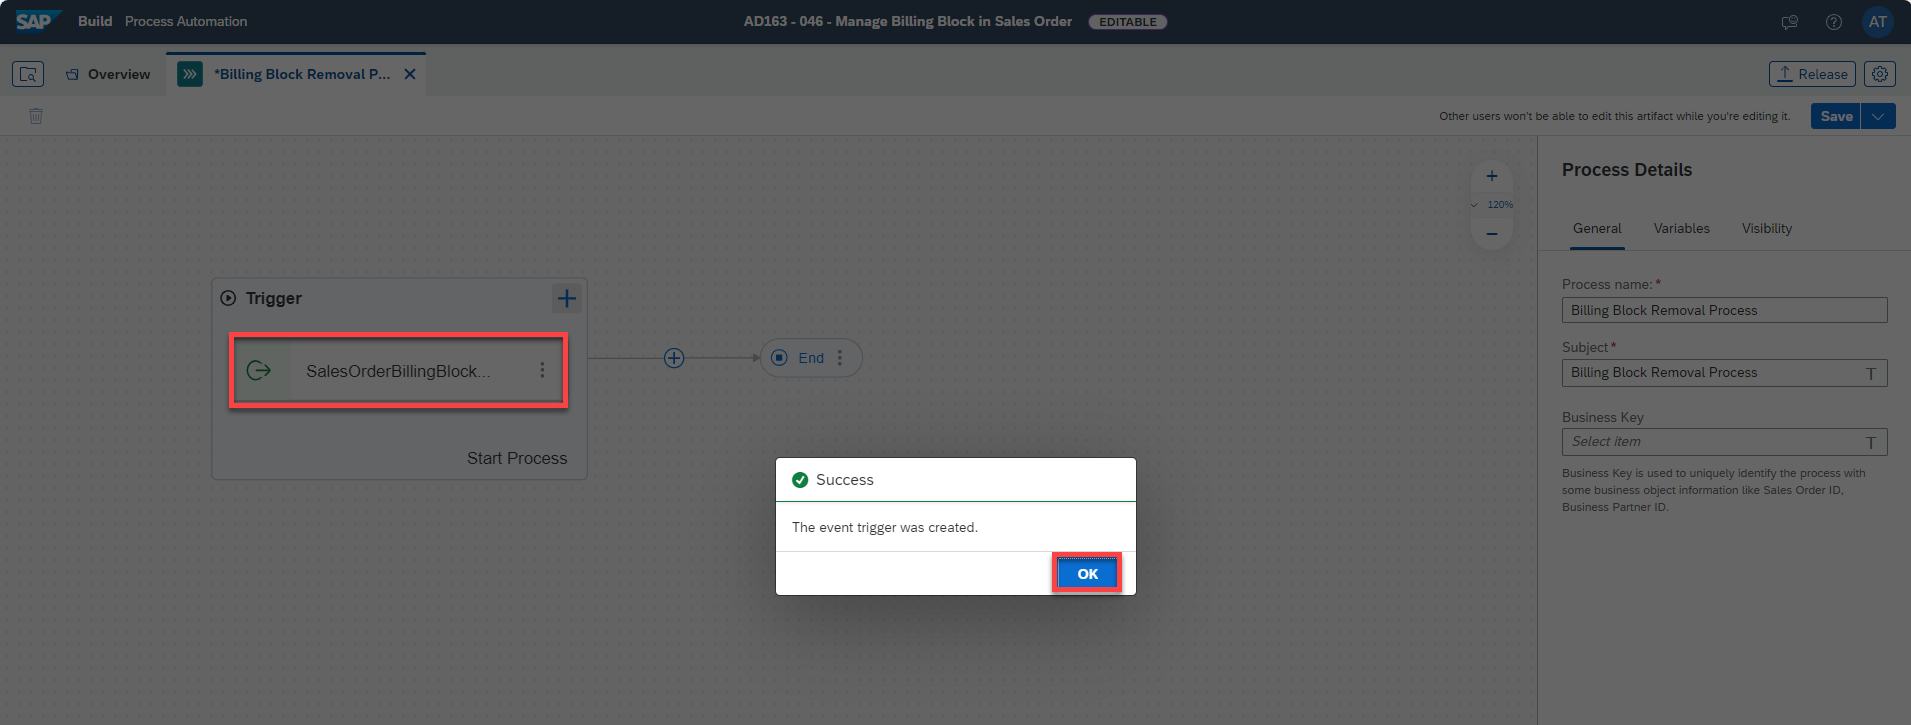 SAP Build Process Automation
AD163 - 046 - Manage Billing Block in Sales Order EDITABLE
AT
Overview
*Billing Block Removal P...
Release
Other users won't be able to edit this artifact while you're editing it.
Save
120%
Trigger
SalesOrderBillingBlock...
Start Process
End
Success
The event trigger was created.
OK
Process Details
General Variables Visibility
Process name:*
Billing Block Removal Process
Subject*
Billing Block Removal Process
Business Key
Select item
Business Key is used to uniquely identify the process with
some business object information like Sales Order ID,
Business Partner ID.